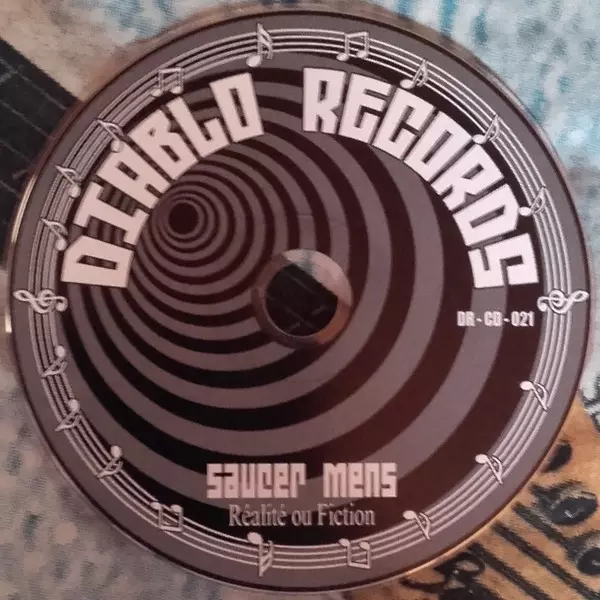 DIABLO RECORDS
DR-CD-021
saucer mens
Réalité ou Fiction